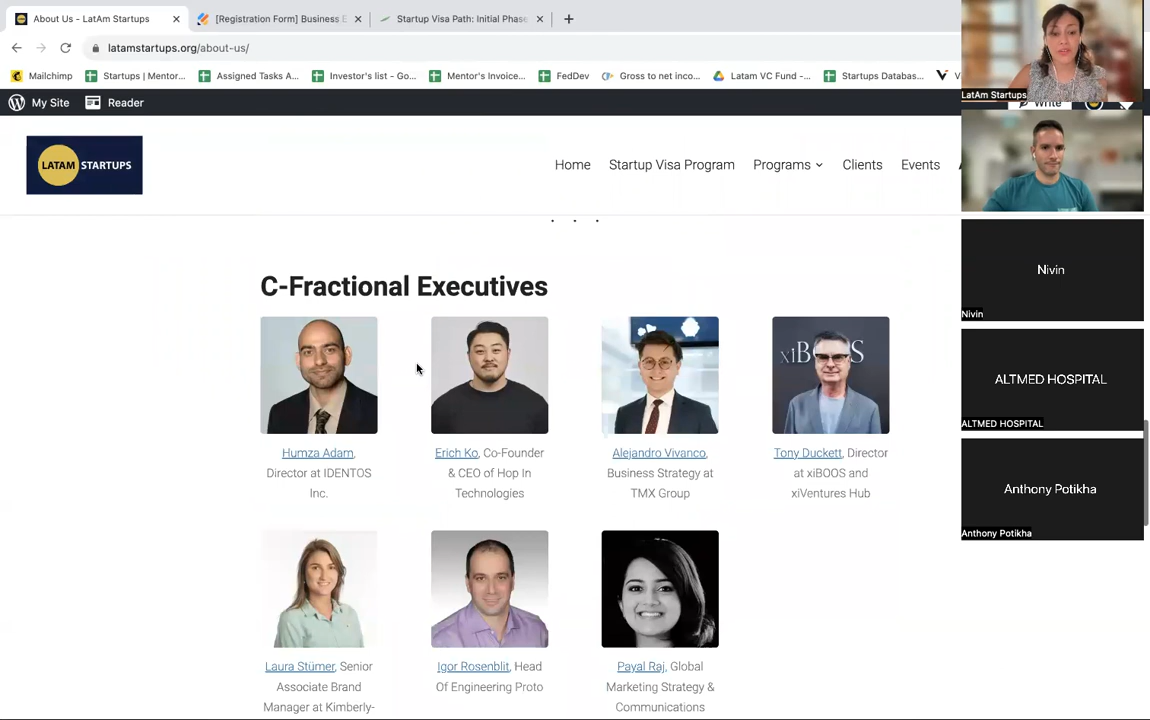 About Us - LatAm Startups
[Registration Form] Business E
Startup Visa Path: Initial Phase
latamstartups.org/about-us/
Mailchimp
Startups | Mentor...
Assigned Tasks A...
Investor's list - Go...
Mentor's Invoice...
FedDev
Gross to net inco...
Latam VC Fund -...
Startups Databas...
My Site
Reader
Write
LATAM STARTUPS
Home
Startup Visa Program
Programs
Clients
Events
C-Fractional Executives
Humza Adam,
Director at IDENTOS
Inc.
Erich Ko, Co-Founder
& CEO of Hop In
Technologies
Alejandro Vivanco,
Business Strategy at
TMX Group
xiBOOS
Tony Duckett, Director
at xiBOOS and
xiVentures Hub
Laura Stümer, Senior
Associate Brand
Manager at Kimberly-
Igor Rosenblit, Head
Of Engineering Proto
Payal Raj, Global
Marketing Strategy &
Communications
LatAm Startups
Nivin
Nivin
ALTMED HOSPITAL
ALTMED HOSPITAL
Anthony Potikha
Anthony Potikha